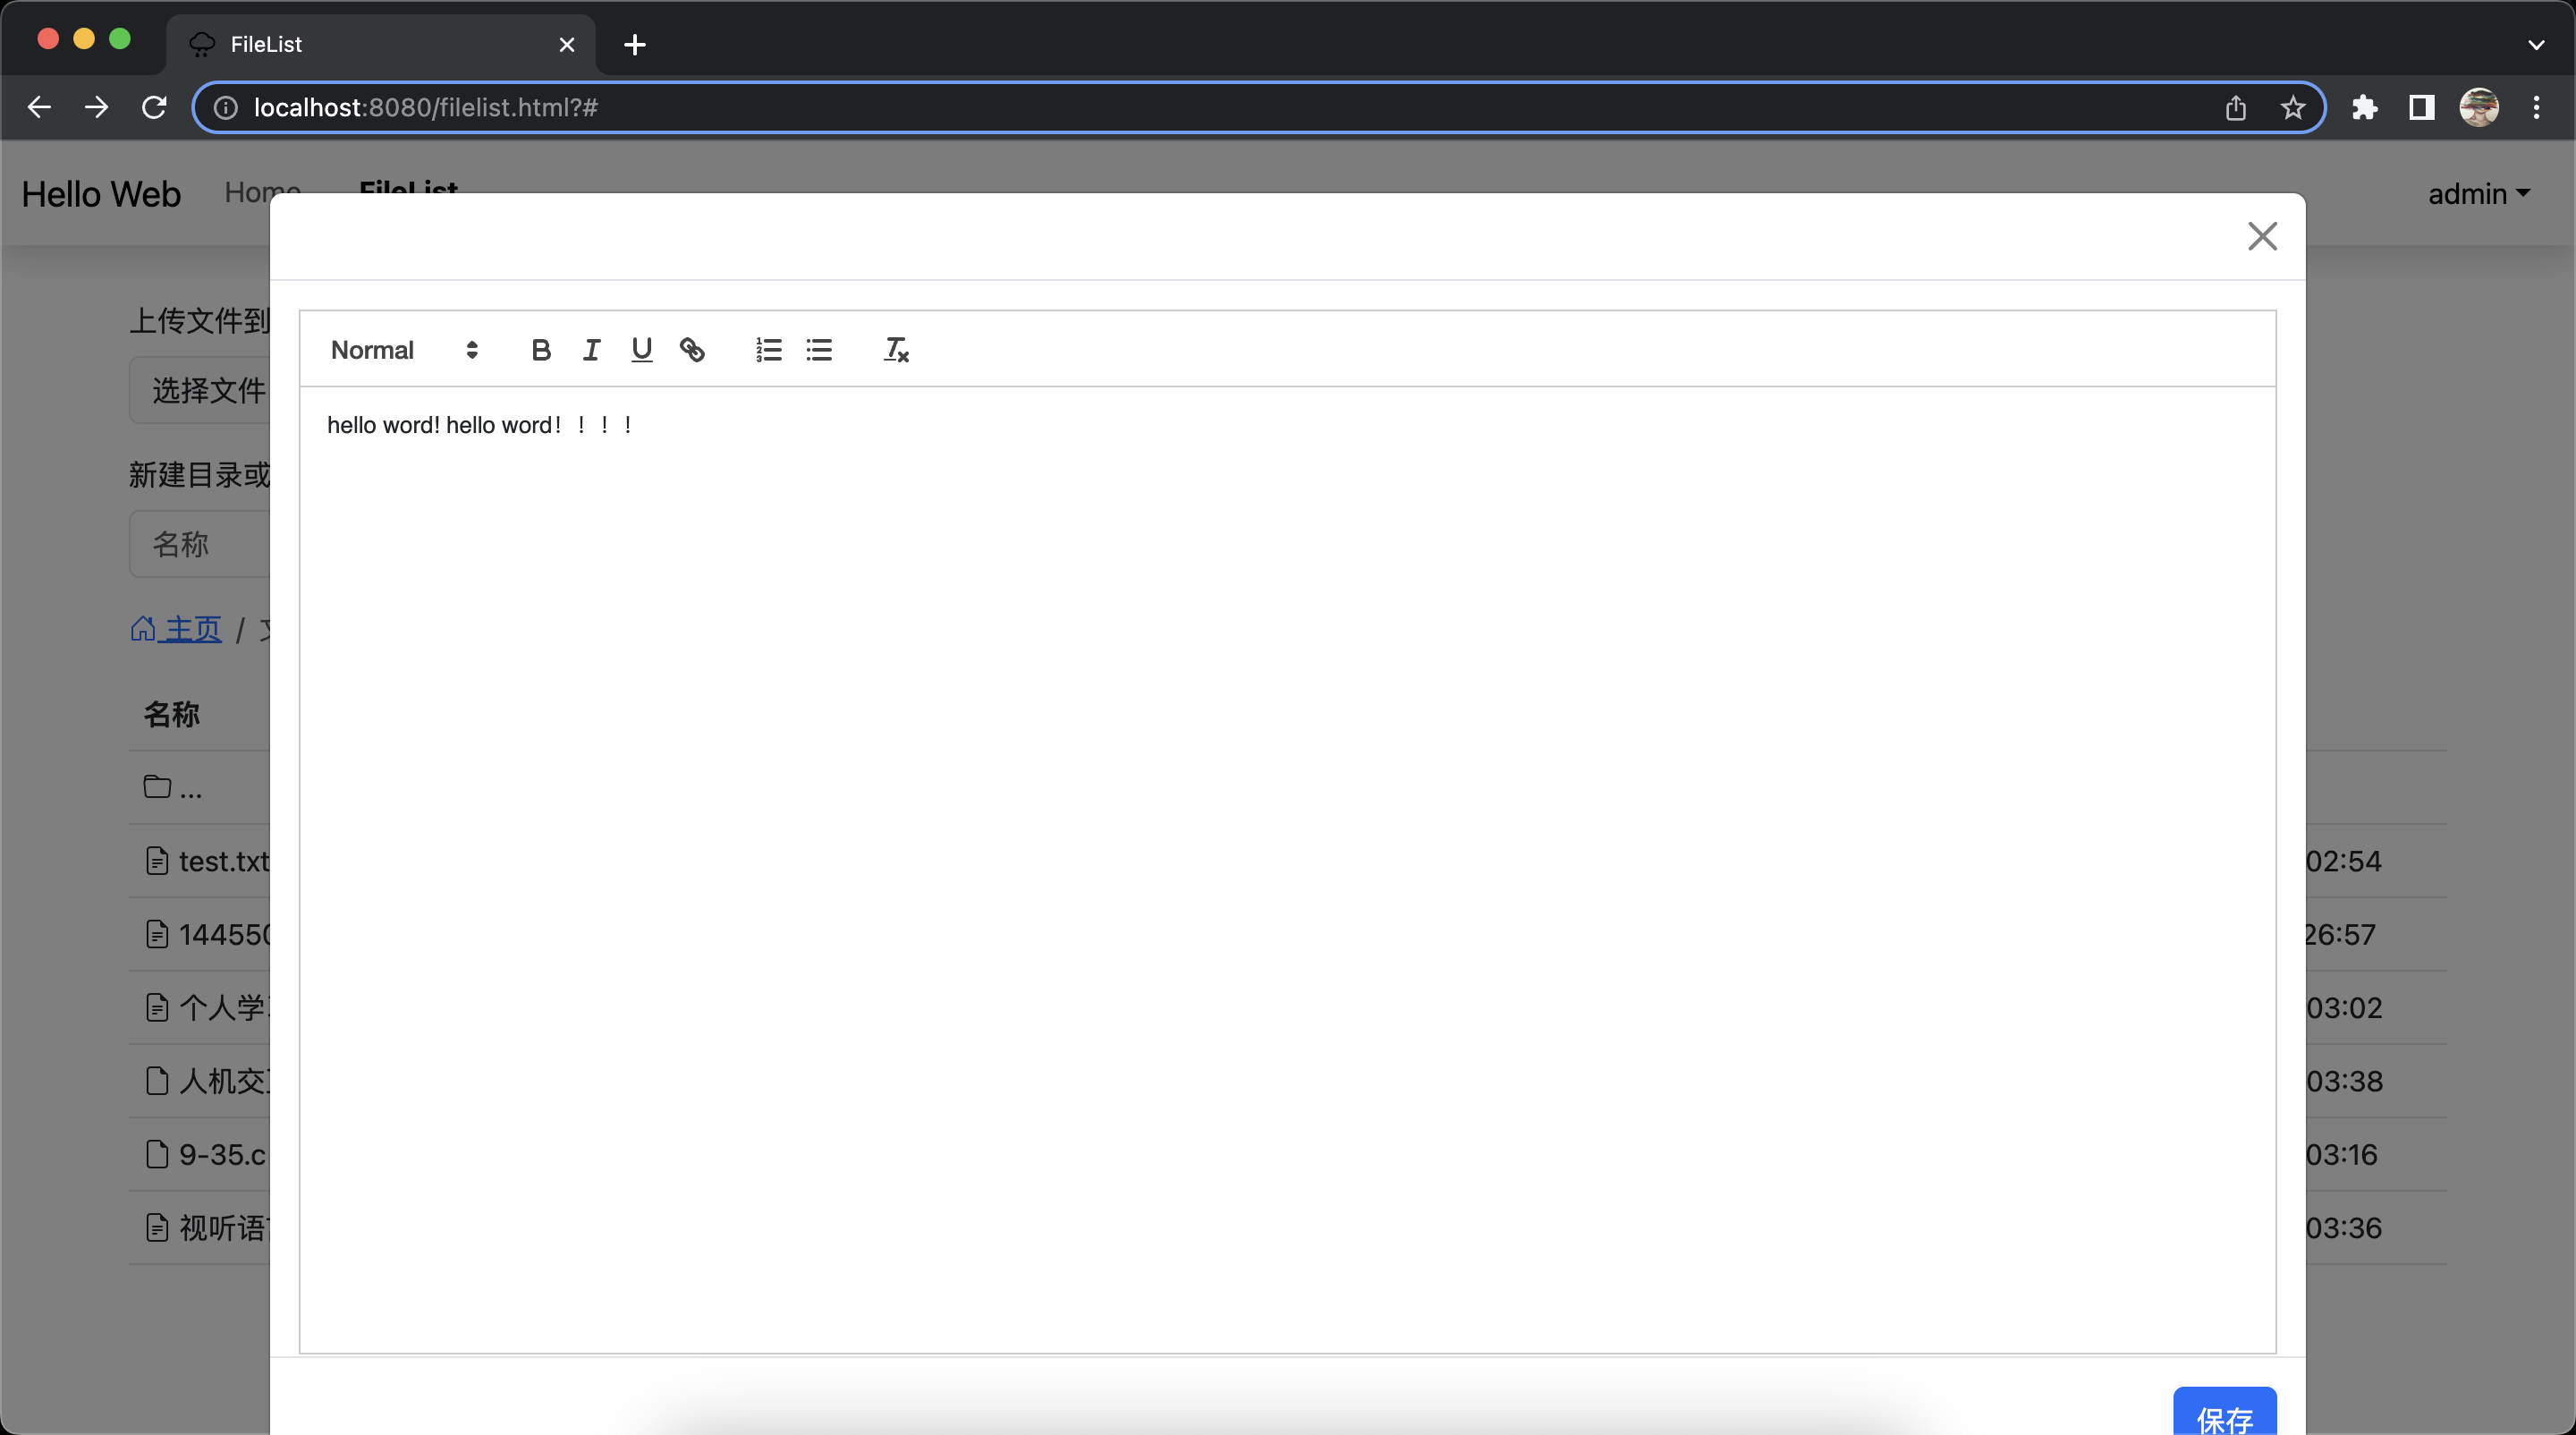 FileList
localhost:8080/filelist.html?#
Hello Web
Home
FileList
admin
上传文件到
选择文件
新建目录或
名称
主页 /
名称
...
test.txt
02:54
144550
26:57
个人学
03:02
人机交
03:38
9-35.c
03:16
视听语
03:36
Normal
hello word! hello word！！！！
保存